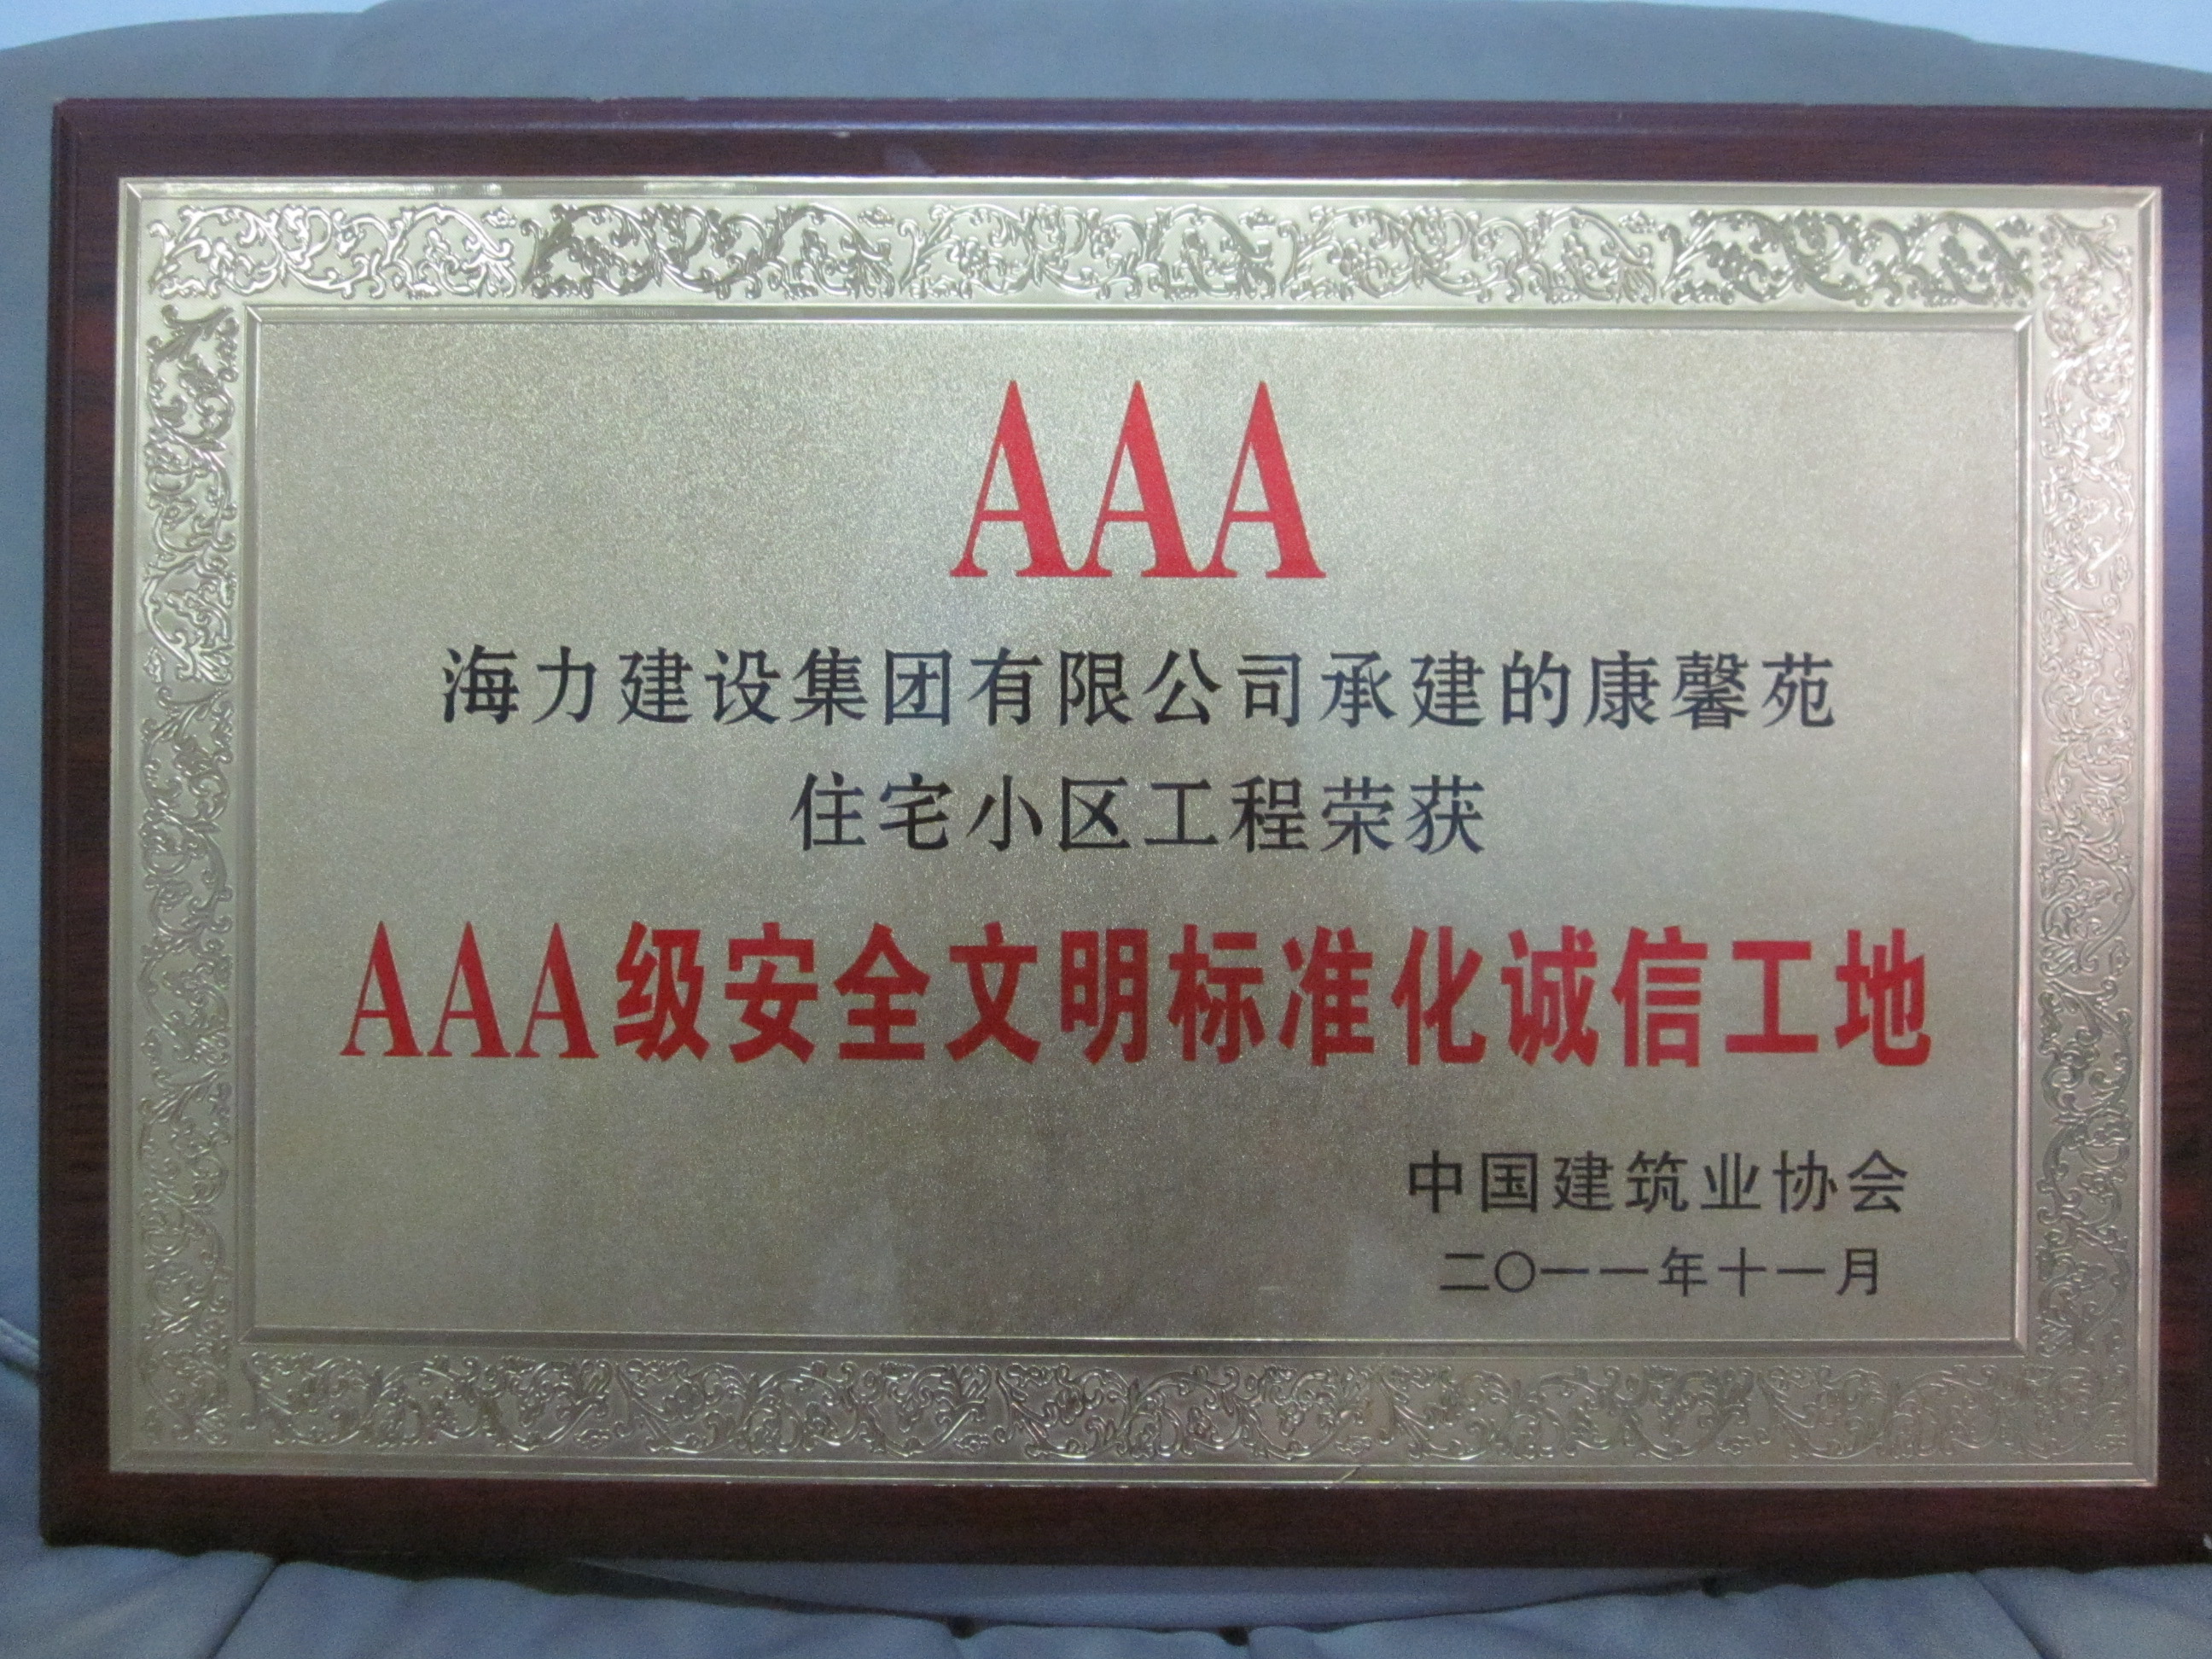 AAA
海力建设集团有限公司承建的康馨苑
住宅小区工程荣获
AAA级安全文明标准化诚信工地
中国建筑业协会
二〇一一年十一月